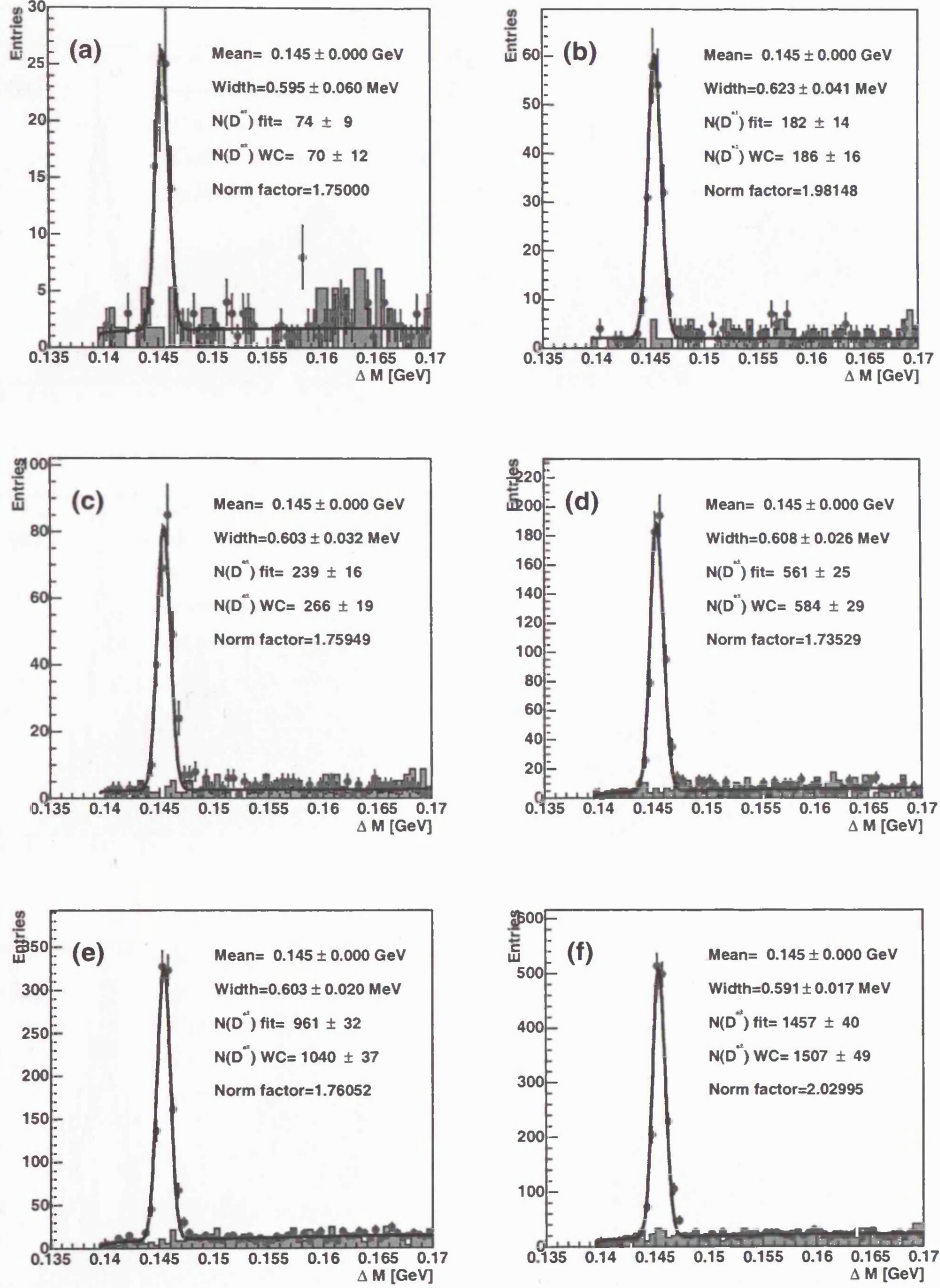 Entries
(a)
Mean= 0.145 ± 0.000 GeV
Width=0.595 ± 0.060 MeV
N(D*±) fit= 74 ± 9
N(D*±) WC= 70 ± 12
Norm factor=1.75000
30
25
20
15
10
5
0
0.135 0.14 0.145 0.15 0.155 0.16 0.165 0.17
Δ M [GeV]
Entries
(b)
Mean= 0.145 ± 0.000 GeV
Width=0.623 ± 0.041 MeV
N(D*±) fit= 182 ± 14
N(D*±) WC= 186 ± 16
Norm factor=1.98148
60
50
40
30
20
10
0
0.135 0.14 0.145 0.15 0.155 0.16 0.165 0.17
Δ M [GeV]
Entries
(c)
Mean= 0.145 ± 0.000 GeV
Width=0.603 ± 0.032 MeV
N(D*±) fit= 239 ± 16
N(D*±) WC= 266 ± 19
Norm factor=1.75949
100
80
60
40
20
0
0.135 0.14 0.145 0.15 0.155 0.16 0.165 0.17
Δ M [GeV]
Entries
(d)
Mean= 0.145 ± 0.000 GeV
Width=0.608 ± 0.026 MeV
N(D*±) fit= 561 ± 25
N(D*±) WC= 584 ± 29
Norm factor=1.73529
220
200
180
160
140
120
100
80
60
40
20
0
0.135 0.14 0.145 0.15 0.155 0.16 0.165 0.17
Δ M [GeV]
Entries
(e)
Mean= 0.145 ± 0.000 GeV
Width=0.603 ± 0.020 MeV
N(D*±) fit= 961 ± 32
N(D*±) WC= 1040 ± 37
Norm factor=1.76052
350
300
250
200
150
100
50
0
0.135 0.14 0.145 0.15 0.155 0.16 0.165 0.17
Δ M [GeV]
Entries
(f)
Mean= 0.145 ± 0.000 GeV
Width=0.591 ± 0.017 MeV
N(D*±) fit= 1457 ± 40
N(D*±) WC= 1507 ± 49
Norm factor=2.02995
600
500
400
300
200
100
0
0.135 0.14 0.145 0.15 0.155 0.16 0.165 0.17
Δ M [GeV]